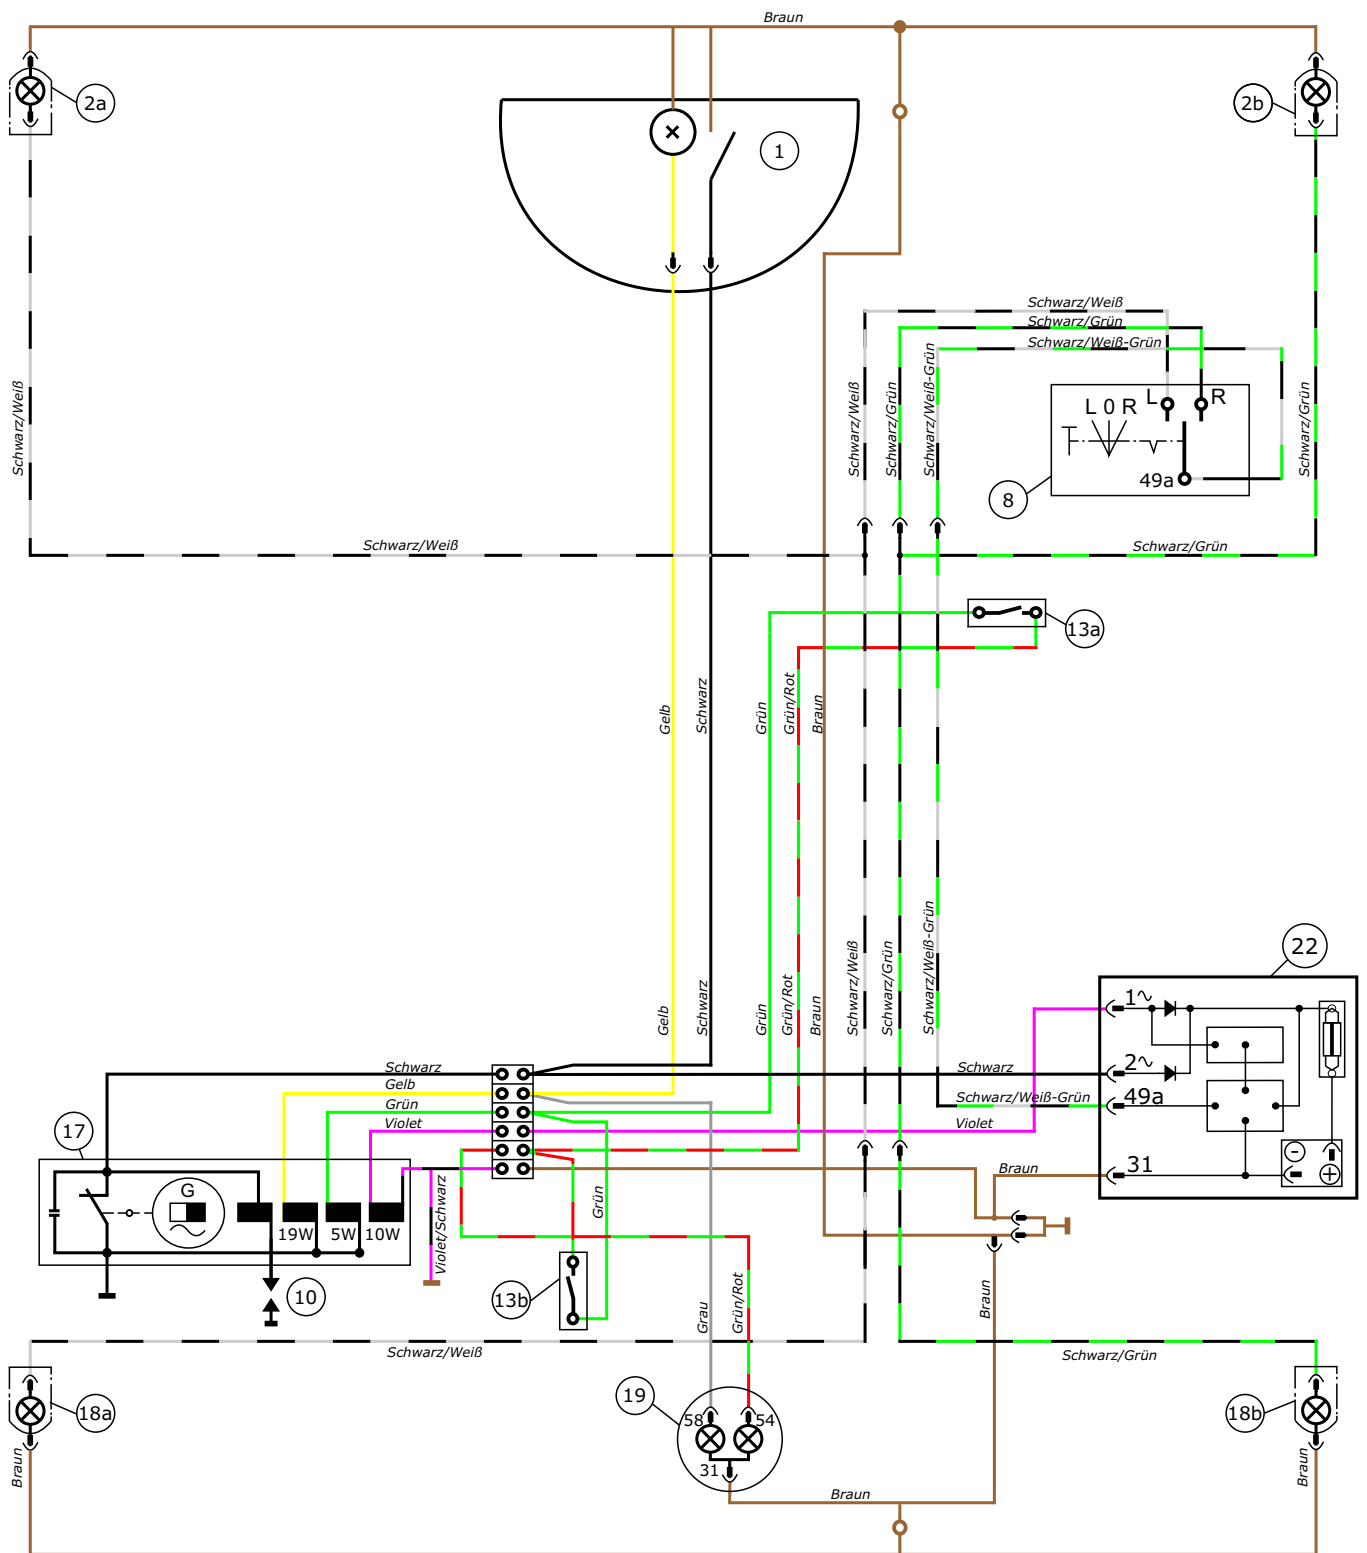 Braun
2a
2b
1
Schwarz/Weiß
Schwarz/Grün
Schwarz/Weiß-Grün
Schwarz/Weiß
Schwarz/Weiß
Schwarz/Grün
Schwarz/Weiß-Grün
L 0 R
L
R
49a
8
Schwarz/Grün
Schwarz/Weiß
Schwarz/Grün
13a
Gelb
Schwarz
Grün
Grün/Rot
Braun
Gelb
Schwarz
Grün
Grün/Rot
Braun
Schwarz/Weiß
Schwarz/Grün
Schwarz/Weiß-Grün
22
1~
2~
49a
31
-
+
Schwarz
Gelb
Grün
Violet
Schwarz
Schwarz/Weiß-Grün
Violet
Braun
17
G
19W
5W
10W
Violet/Schwarz
Grün
10
13b
Grau
Grün/Rot
Braun
Schwarz/Weiß
Schwarz/Grün
18a
19
58
54
31
18b
Braun
Braun
Braun